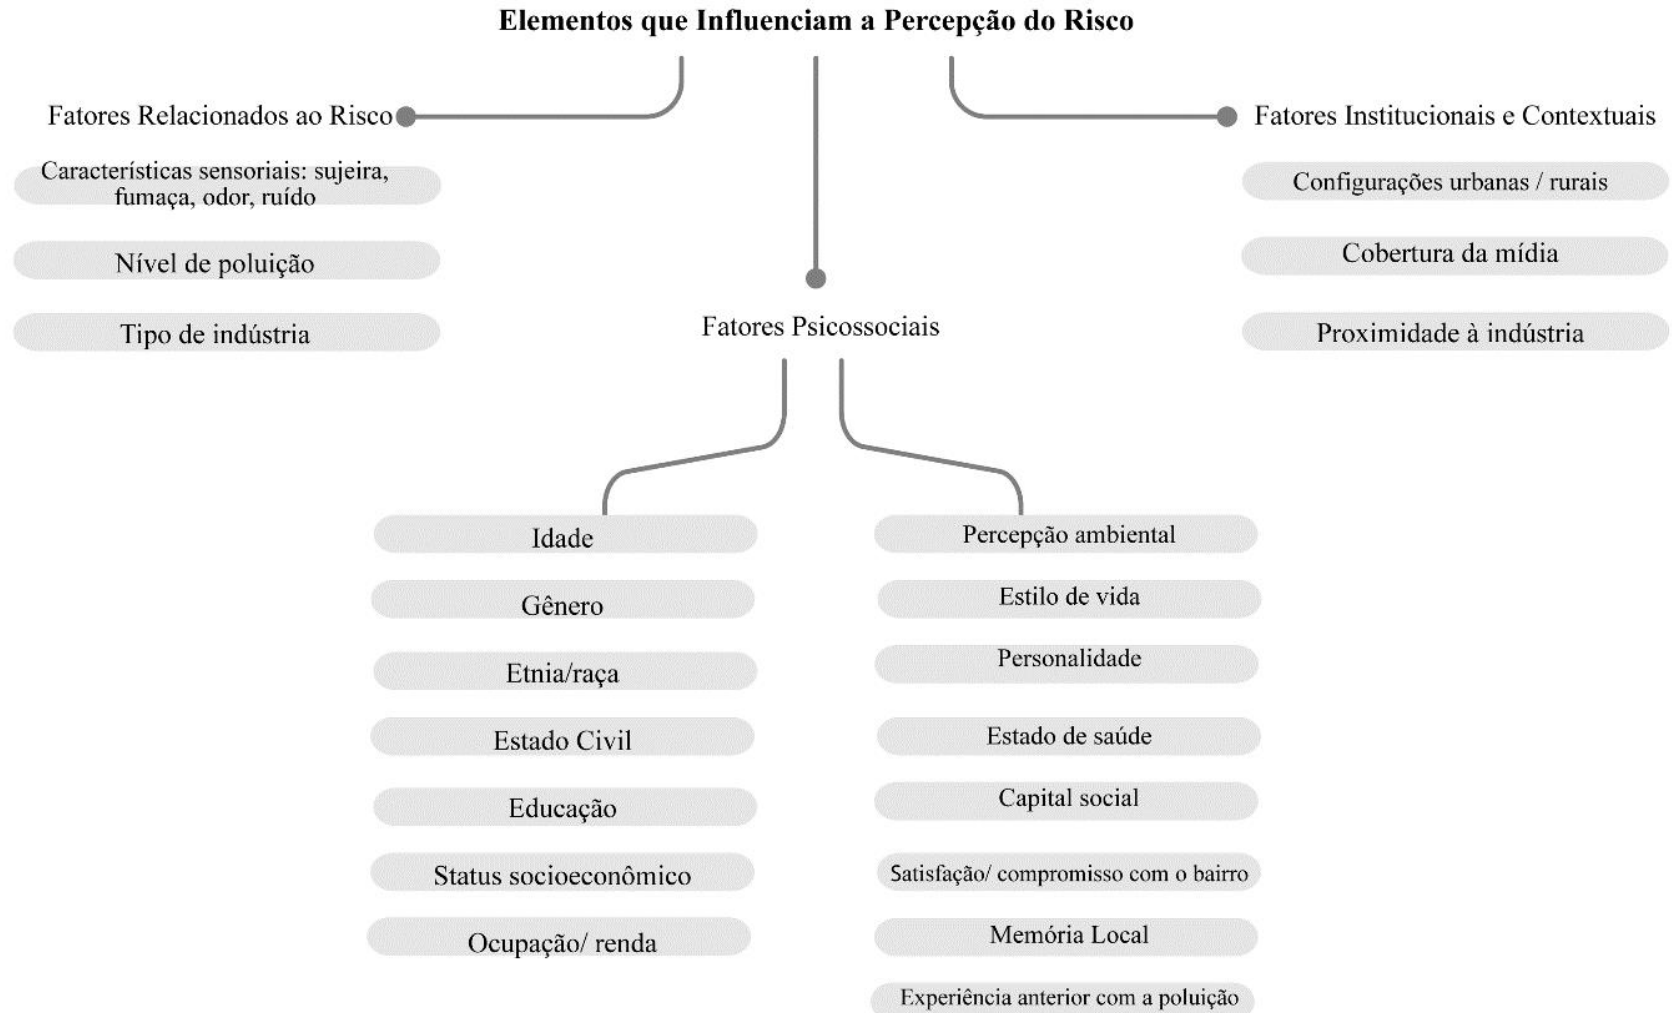 Elementos que Influenciam a Percepção do Risco
Fatores Relacionados ao Risco
Características sensoriais: sujeira,
fumaça, odor, ruído
Nível de poluição
Tipo de indústria
Fatores Psicossociais
Idade
Gênero
Etnia/raça
Estado Civil
Educação
Status socioeconômico
Ocupação/ renda
Percepção ambiental
Estilo de vida
Personalidade
Estado de saúde
Capital social
Satisfação/ compromisso com o bairro
Memória Local
Experiência anterior com a poluição
Fatores Institucionais e Contextuais
Configurações urbanas / rurais
Cobertura da mídia
Proximidade à indústria